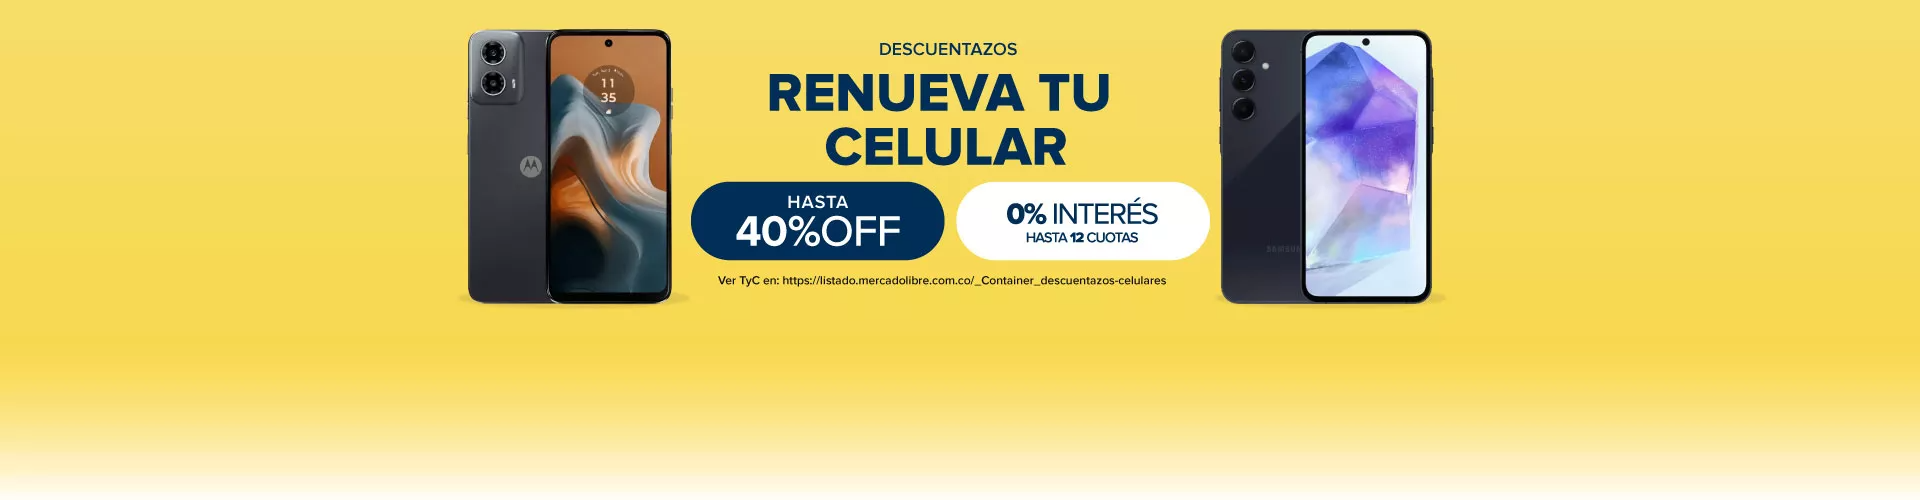 DESCUENTAZOS
RENUEVA TU
CELULAR
HASTA
40%OFF
0% INTERÉS
HASTA 12 CUOTAS
Ver TyC en: https://listado.mercadolibre.com.co/_Container_descuentazos-celulares
11
35
SAMSUNG